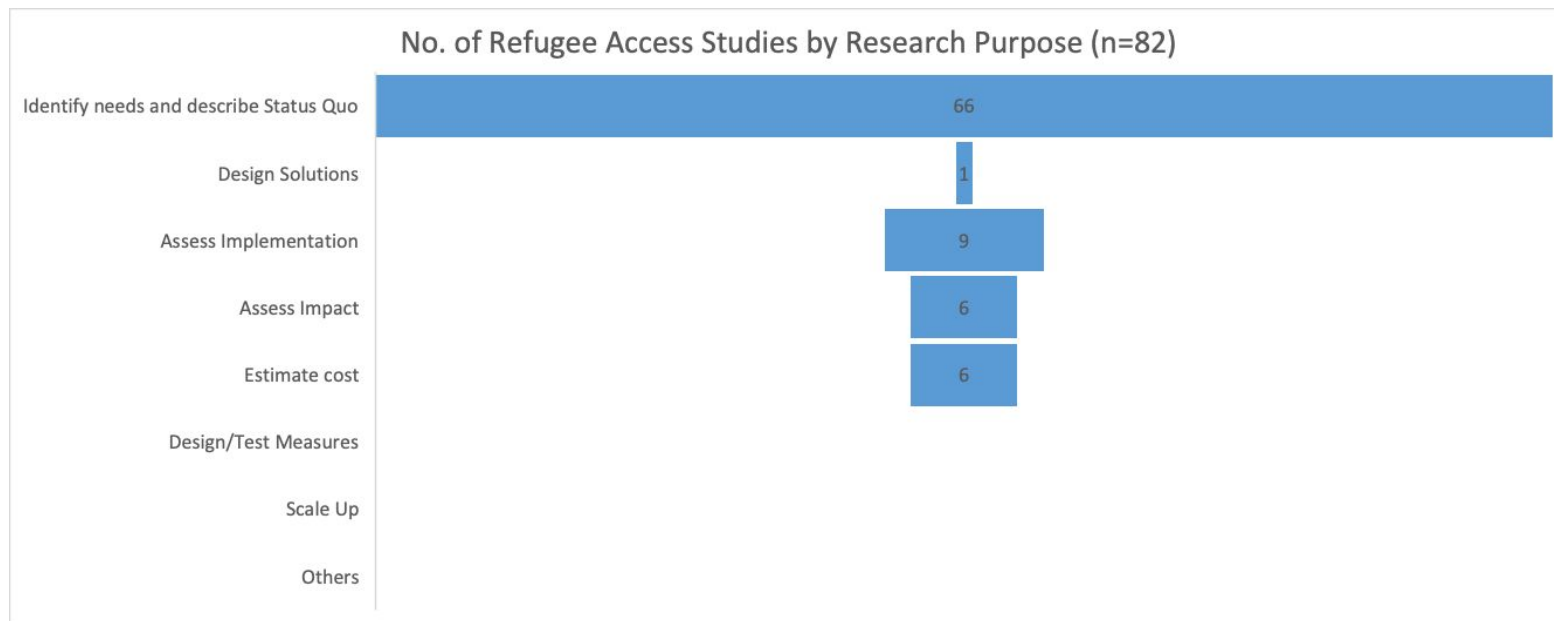 No. of Refugee Access Studies by Research Purpose (n=82)
Identify needs and describe Status Quo
66
Design Solutions
1
Assess Implementation
9
Assess Impact
6
Estimate cost
6
Design/Test Measures
Scale Up
Others